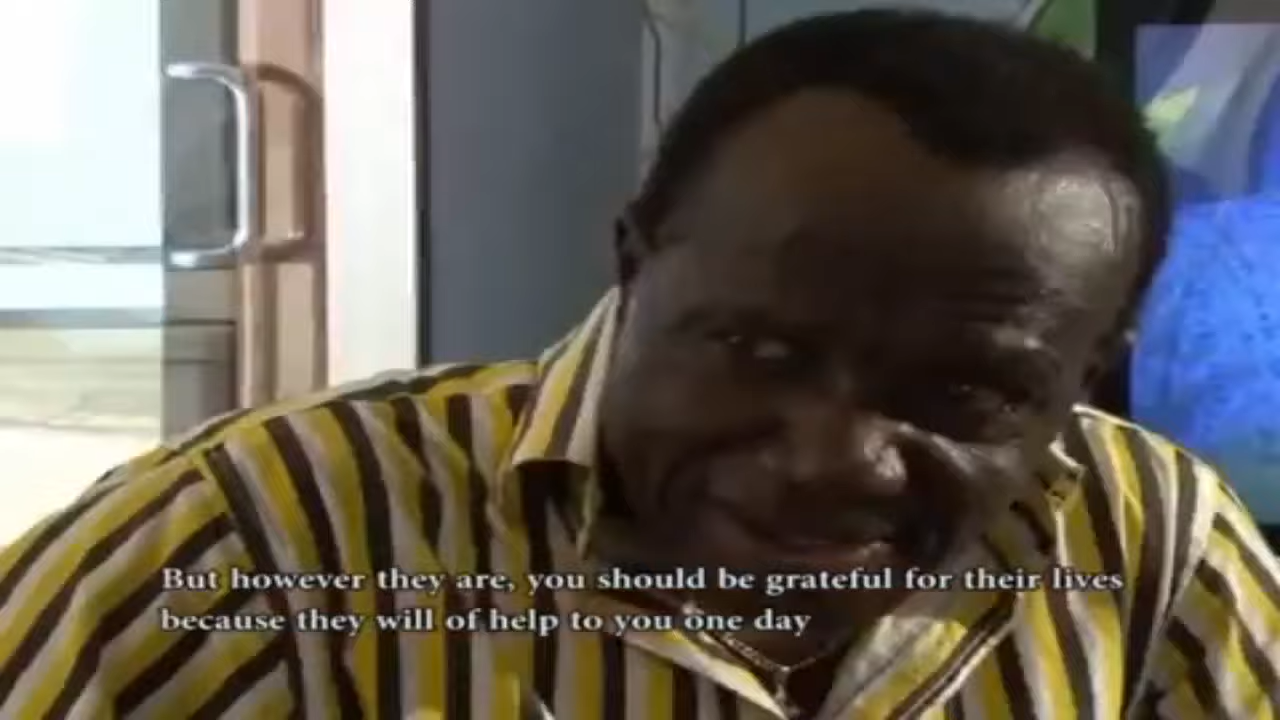 But however they are, you should be grateful for their lives
because they will of help to you one day